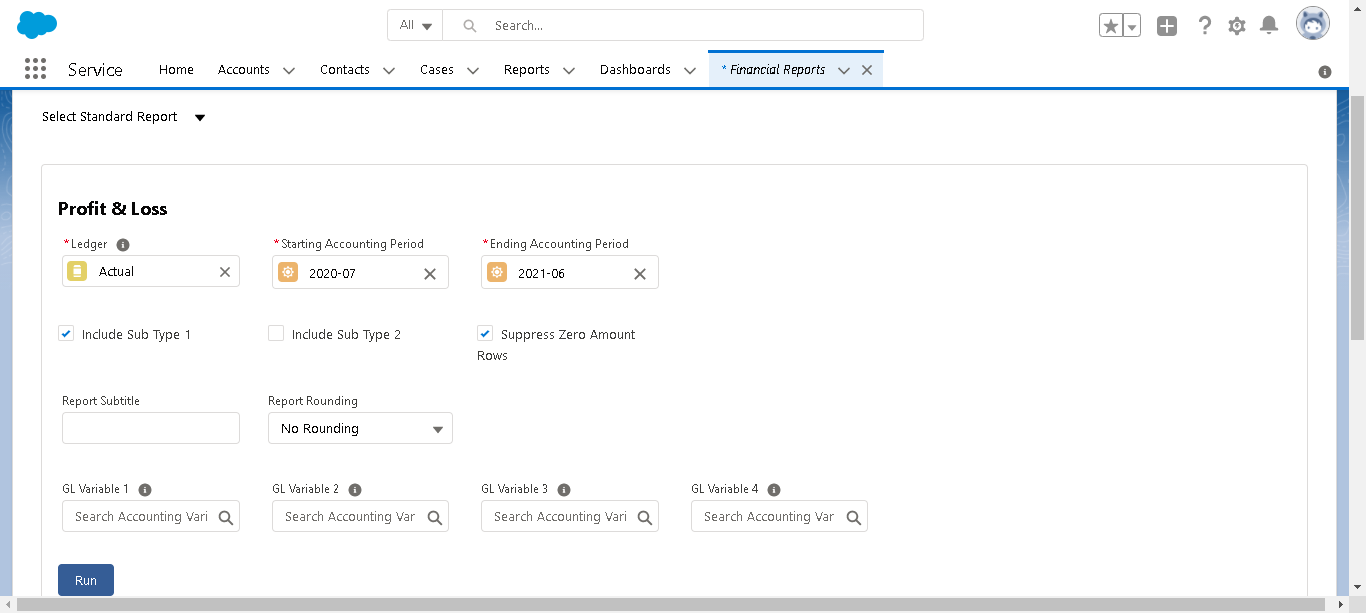 All Search...
Service Home Accounts Contacts Cases Reports Dashboards * Financial Reports
Select Standard Report
Profit & Loss
*Ledger *Starting Accounting Period *Ending Accounting Period
Actual 2020-07 2021-06
Include Sub Type 1 Include Sub Type 2 Suppress Zero Amount
Rows
Report Subtitle Report Rounding
No Rounding
GL Variable 1 GL Variable 2 GL Variable 3 GL Variable 4
Search Accounting Vari Search Accounting Var Search Accounting Vari Search Accounting Var
Run